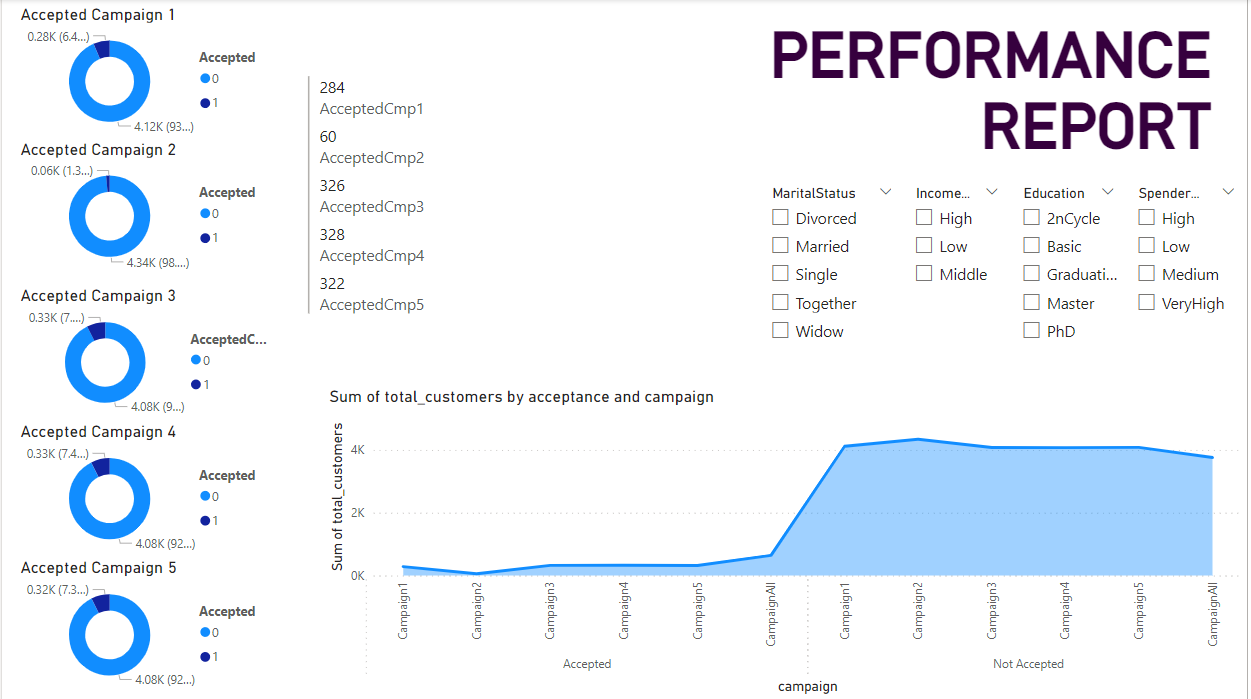 Accepted Campaign 1
0.28K (6.4...)
Accepted
0
1
4.12K (93...)
Accepted Campaign 2
0.06K (1.3...)
Accepted
0
1
4.34K (98....)
Accepted Campaign 3
0.33K (7....)
AcceptedC...
0
1
4.08K (9...)
Accepted Campaign 4
0.33K (7.4...)
Accepted
0
1
4.08K (92...)
Accepted Campaign 5
0.32K (7.3...)
Accepted
0
1
4.08K (92...)
284
AcceptedCmp1
60
AcceptedCmp2
326
AcceptedCmp3
328
AcceptedCmp4
322
AcceptedCmp5
PERFORMANCE
REPORT
MaritalStatus
Divorced
Married
Single
Together
Widow
Income...
High
Low
Middle
Education
2nCycle
Basic
Graduati...
Master
PhD
Spender...
High
Low
Medium
VeryHigh
Sum of total_customers by acceptance and campaign
Sum of total_customers
4K
2K
0K
Campaign1
Campaign2
Campaign3
Campaign4
Campaign5
CampaignAll
Campaign1
Campaign2
Campaign3
Campaign4
Campaign5
CampaignAll
Accepted
Not Accepted
campaign